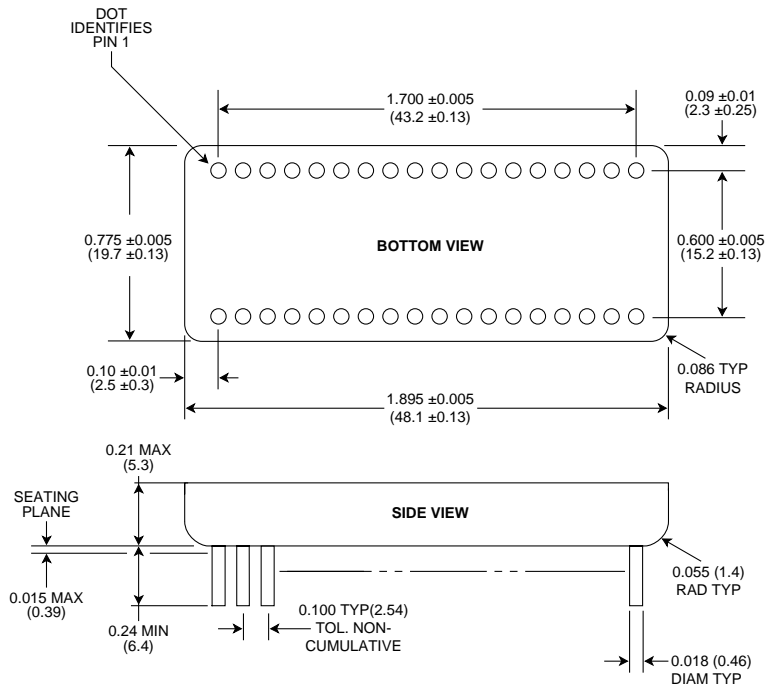 DOT
IDENTIFIES
PIN 1
1.700 ±0.005
(43.2 ±0.13)
0.09 ±0.01
(2.3 ±0.25)
0.775 ±0.005
(19.7 ±0.13)
BOTTOM VIEW
0.600 ±0.005
(15.2 ±0.13)
0.10 ±0.01
(2.5 ±0.3)
0.086 TYP
RADIUS
1.895 ±0.005
(48.1 ±0.13)
0.21 MAX
(5.3)
SEATING
PLANE
SIDE VIEW
0.015 MAX
(0.39)
0.24 MIN
(6.4)
0.100 TYP(2.54)
TOL. NON-
CUMULATIVE
0.055 (1.4)
RAD TYP
0.018 (0.46)
DIAM TYP